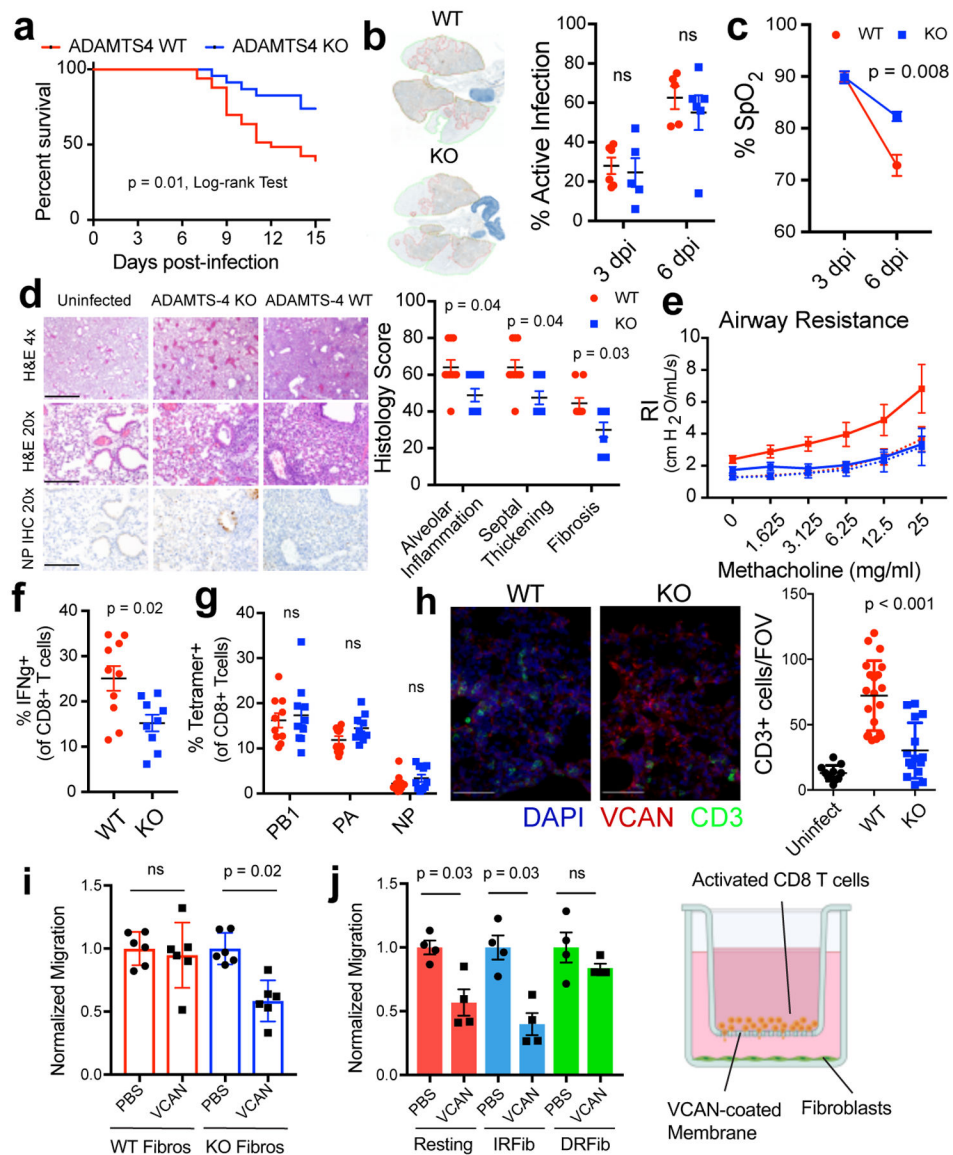 a
ADAMTS4 WT
ADAMTS4 KO
Percent survival
100
50
0
p = 0.01, Log-rank Test
0 3 6 9 12 15
Days post-infection
b
WT
KO
% Active Infection
100
80
60
40
20
0
ns
ns
3 dpi
6 dpi
c
WT
KO
% SpO2
100
90
80
70
60
p = 0.008
3 dpi
6 dpi
d
Uninfected
ADAMTS-4 KO
ADAMTS-4 WT
H&E 4x
H&E 20x
NP IHC 20x
Histology Score
100
80
60
40
20
0
p = 0.04
p = 0.04
p = 0.03
WT
KO
Alveolar
Inflammation
Septal
Thickening
Fibrosis
e
Airway Resistance
RI
(cm H2O/mL/s)
10
8
6
4
2
0
0 1.625 3.125 6.25 12.5 25
Methacholine (mg/ml)
f
% IFNg+
(of CD8+ T cells)
40
30
20
10
0
p = 0.02
WT
KO
g
% Tetramer+
(of CD8+ Tcells)
40
30
20
10
0
ns
ns
ns
PB1
PA
NP
h
WT
KO
DAPI VCAN CD3
CD3+ cells/FOV
150
100
50
0
p < 0.001
Uninfect
WT
KO
i
Normalized Migration
1.5
1.0
0.5
0.0
ns
p = 0.02
PBS
VCAN
PBS
VCAN
WT Fibros
KO Fibros
j
Normalized Migration
1.5
1.0
0.5
0.0
p = 0.03
p = 0.03
ns
PBS
VCAN
PBS
VCAN
PBS
VCAN
Resting
IRFib
DRFib
Activated CD8 T cells
VCAN-coated
Membrane
Fibroblasts